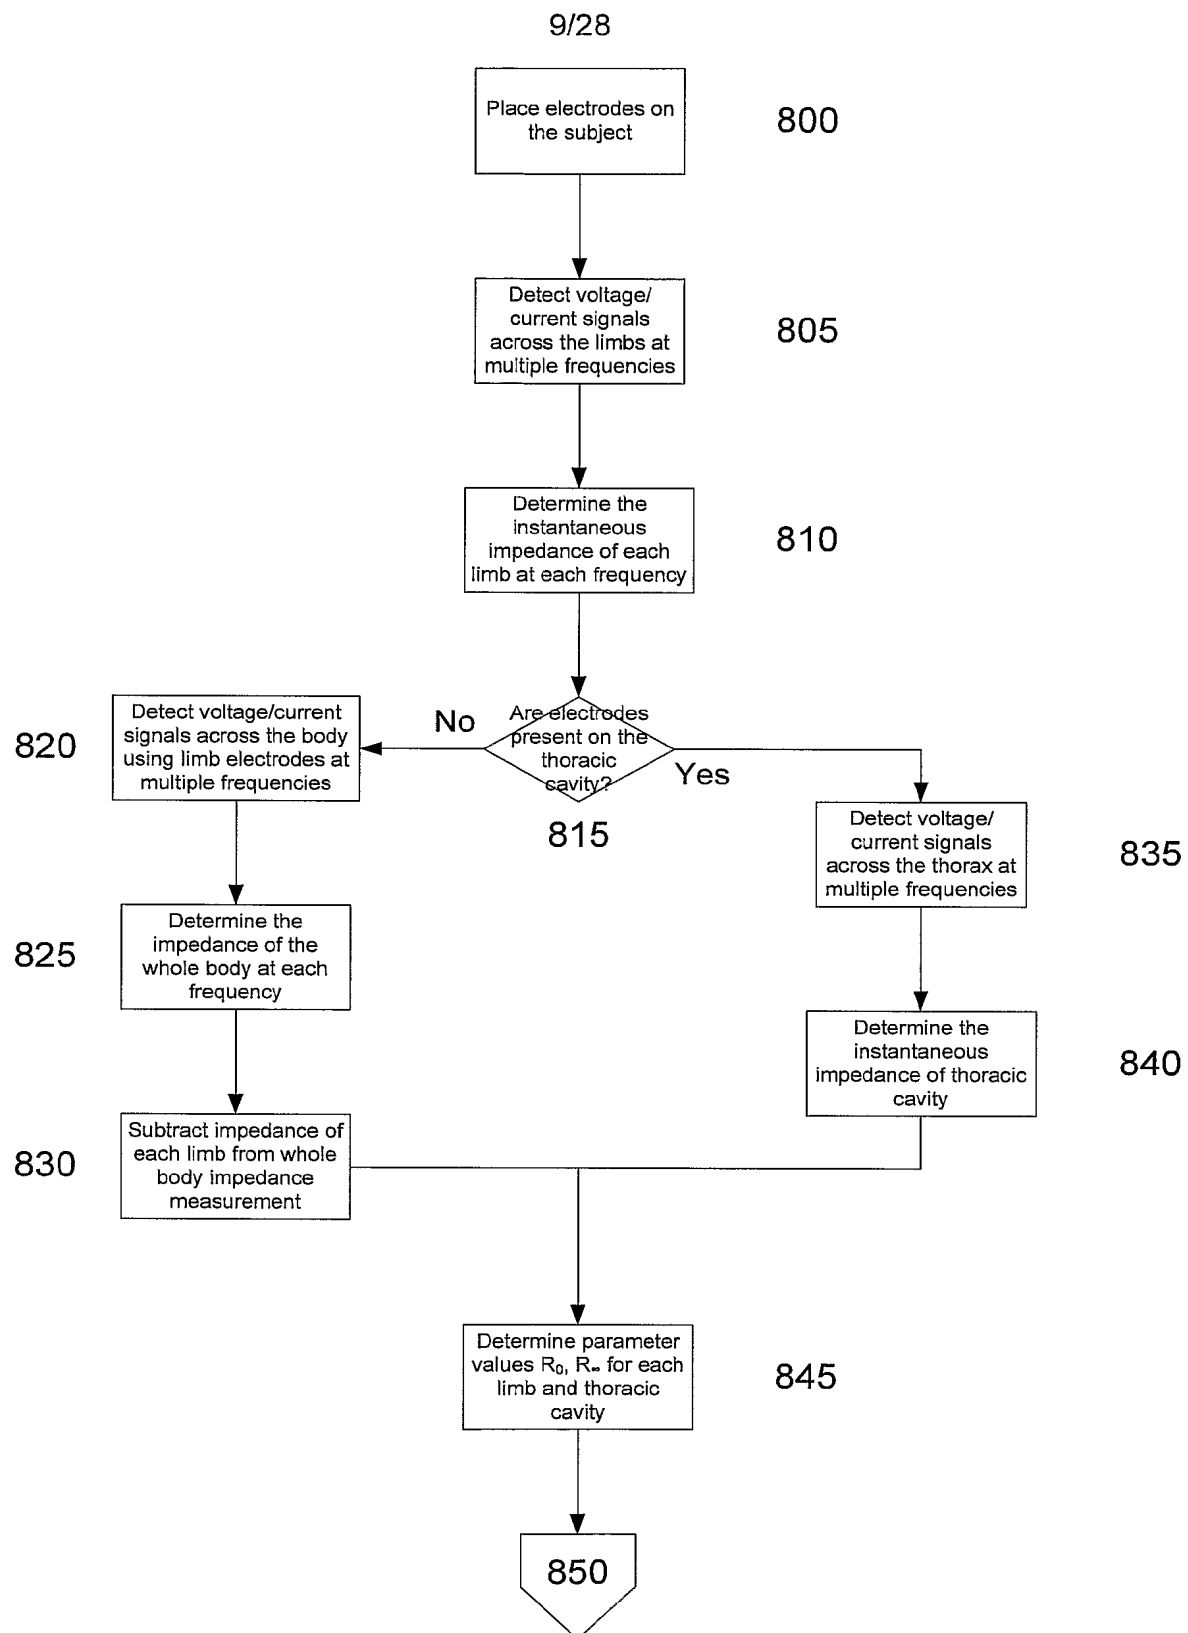 9/28
Place electrodes on
the subject
800
Detect voltage/
current signals
across the limbs at
multiple frequencies
805
Determine the
instantaneous
impedance of each
limb at each frequency
810
Are electrodes
present on the
thoracic
cavity?
815
No
Yes
820
Detect voltage/current
signals across the body
using limb electrodes at
multiple frequencies
825
Determine the
impedance of the
whole body at each
frequency
830
Subtract impedance of
each limb from whole
body impedance
measurement
Detect voltage/
current signals
across the thorax at
multiple frequencies
835
Determine the
instantaneous
impedance of thoracic
cavity
840
Determine parameter
values R₀, R∞ for each
limb and thoracic
cavity
845
850